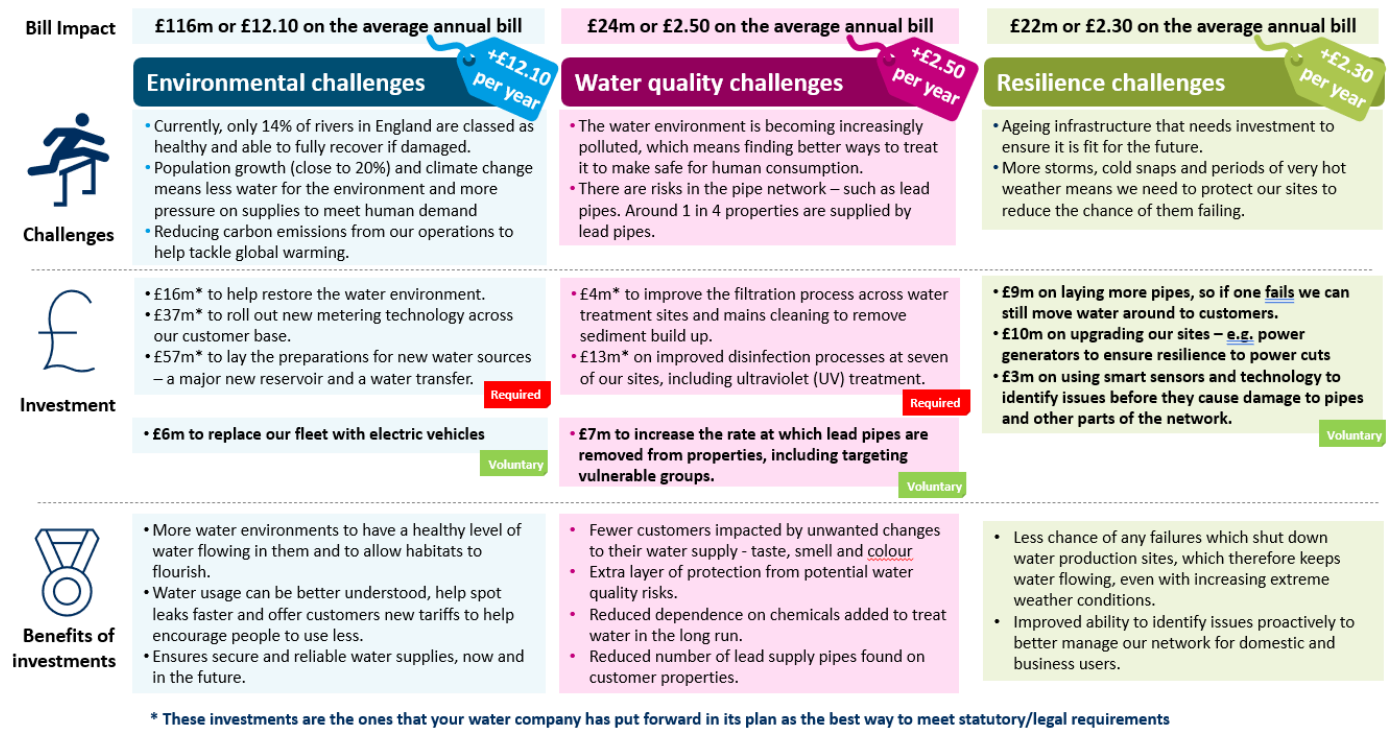 Bill Impact
£116m or £12.10 on the average annual bill
£24m or £2.50 on the average annual bill
£22m or £2.30 on the average annual bill
+£12.10
per year
+£2.50
per year
+£2.30
per year
Environmental challenges
Water quality challenges
Resilience challenges
Challenges
• Currently, only 14% of rivers in England are classed as
healthy and able to fully recover if damaged.
• Population growth (close to 20%) and climate change
means less water for the environment and more
pressure on supplies to meet human demand
• Reducing carbon emissions from our operations to
help tackle global warming.
• The water environment is becoming increasingly
polluted, which means finding better ways to treat
it to make safe for human consumption.
• There are risks in the pipe network – such as lead
pipes. Around 1 in 4 properties are supplied by
lead pipes.
• Ageing infrastructure that needs investment to
ensure it is fit for the future.
• More storms, cold snaps and periods of very hot
weather means we need to protect our sites to
reduce the chance of them failing.
£
Investment
• £16m* to help restore the water environment.
• £37m* to roll out new metering technology across
our customer base.
• £57m* to lay the preparations for new water sources
– a major new reservoir and a water transfer.
Required
• £6m to replace our fleet with electric vehicles
Voluntary
• £4m* to improve the filtration process across water
treatment sites and mains cleaning to remove
sediment build up.
• £13m* on improved disinfection processes at seven
of our sites, including ultraviolet (UV) treatment.
Required
• £7m to increase the rate at which lead pipes are
removed from properties, including targeting
vulnerable groups.
Voluntary
• £9m on laying more pipes, so if one fails we can
still move water around to customers.
• £10m on upgrading our sites – e.g. power
generators to ensure resilience to power cuts
• £3m on using smart sensors and technology to
identify issues before they cause damage to pipes
and other parts of the network.
Voluntary
Benefits of
investments
• More water environments to have a healthy level of
water flowing in them and to allow habitats to
flourish.
• Water usage can be better understood, help spot
leaks faster and offer customers new tariffs to help
encourage people to use less.
• Ensures secure and reliable water supplies, now and
in the future.
• Fewer customers impacted by unwanted changes
to their water supply - taste, smell and colour
• Extra layer of protection from potential water
quality risks.
• Reduced dependence on chemicals added to treat
water in the long run.
• Reduced number of lead supply pipes found on
customer properties.
• Less chance of any failures which shut down
water production sites, which therefore keeps
water flowing, even with increasing extreme
weather conditions.
• Improved ability to identify issues proactively to
better manage our network for domestic and
business users.
* These investments are the ones that your water company has put forward in its plan as the best way to meet statutory/legal requirements